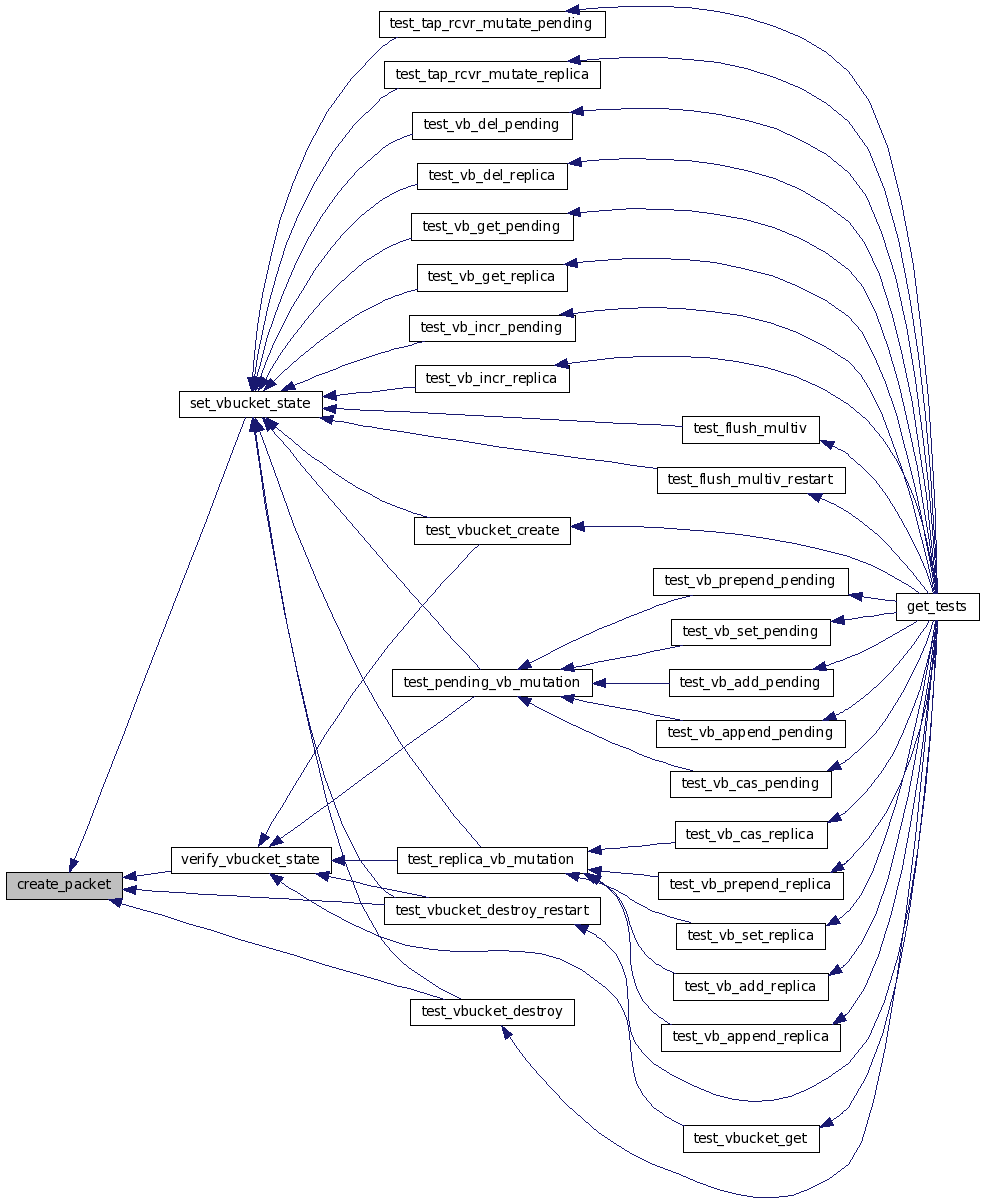 test_tap_rcvr_mutate_pending
test_tap_rcvr_mutate_replica
test_vb_del_pending
test_vb_del_replica
test_vb_get_pending
test_vb_get_replica
test_vb_incr_pending
test_vb_incr_replica
set_vbucket_state
test_flush_multiv
test_flush_multiv_restart
test_vbucket_create
test_vb_prepend_pending
get_tests
test_vb_set_pending
test_pending_vb_mutation
test_vb_add_pending
test_vb_append_pending
test_vb_cas_pending
test_vb_cas_replica
verify_vbucket_state
test_replica_vb_mutation
create_packet
test_vb_prepend_replica
test_vbucket_destroy_restart
test_vb_set_replica
test_vb_add_replica
test_vbucket_destroy
test_vb_append_replica
test_vbucket_get